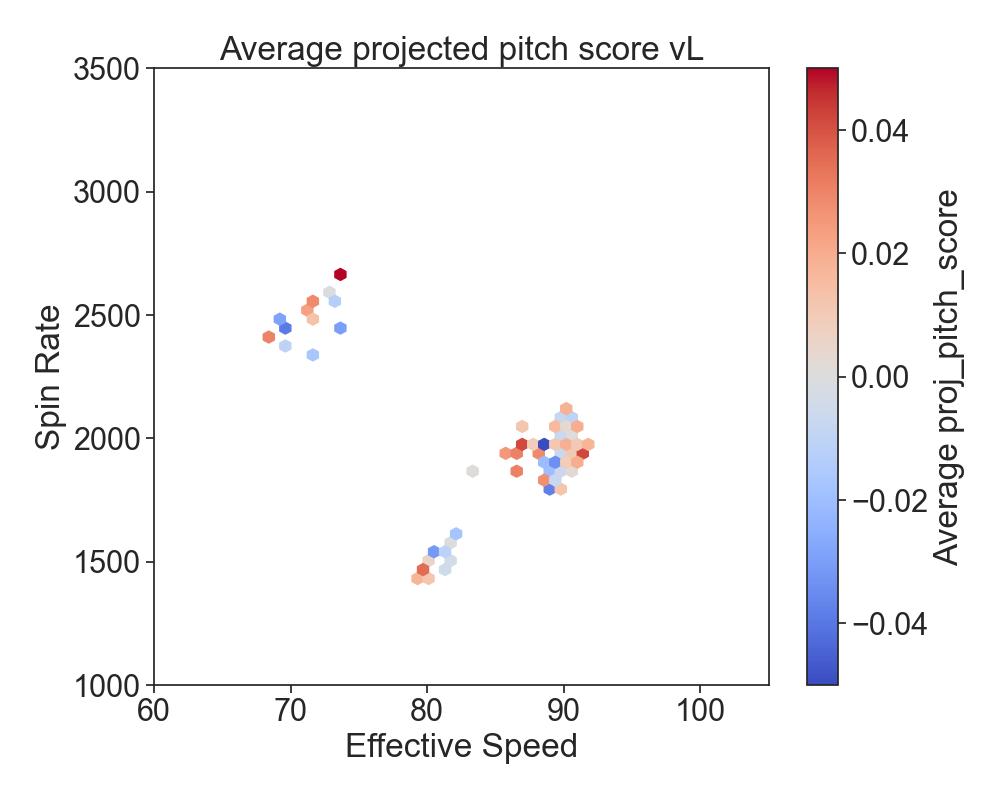 Average projected pitch score vL
3500
3000
2500
2000
1500
1000
Spin Rate
60 70 80 90 100
Effective Speed
0.04
0.02
0.00
−0.02
−0.04
Average proj_pitch_score